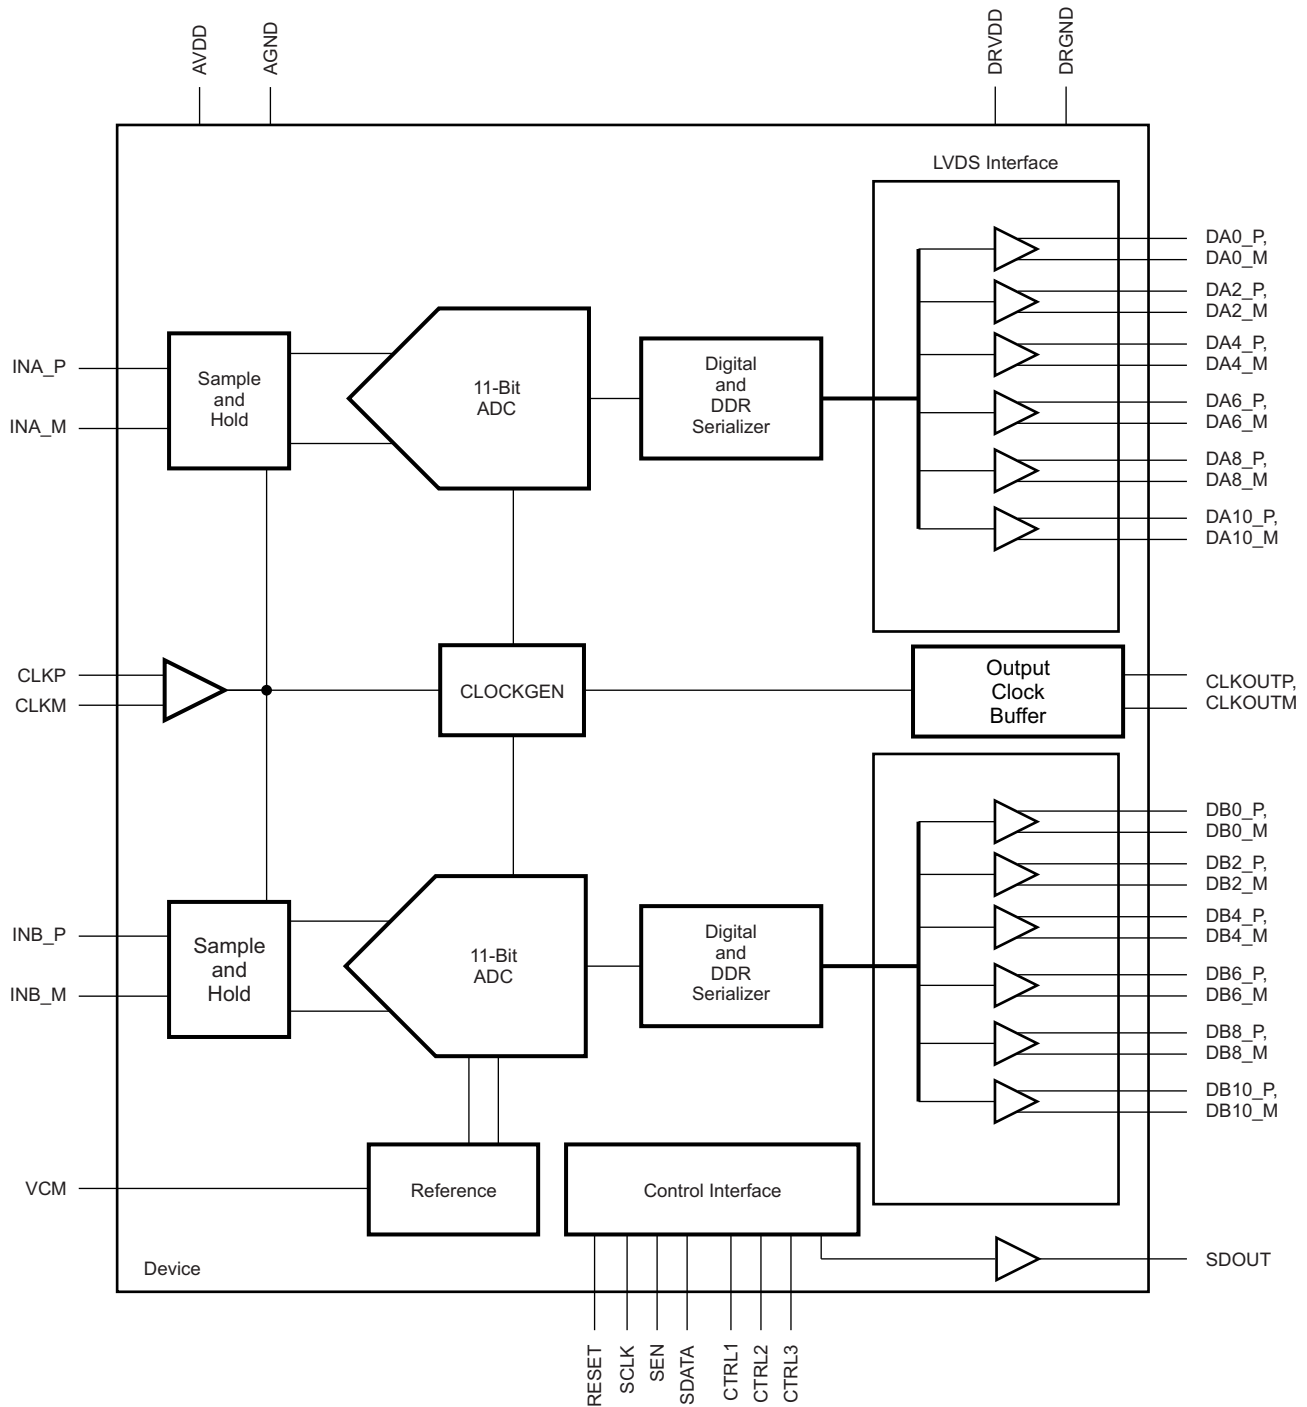 AVDD
AGND
DRVDD
DRGND
LVDS Interface
DA0_P,
DA0_M
DA2_P,
DA2_M
DA4_P,
DA4_M
DA6_P,
DA6_M
DA8_P,
DA8_M
DA10_P,
DA10_M
INA_P
INA_M
Sample
and
Hold
11-Bit
ADC
Digital
and
DDR
Serializer
CLKP
CLKM
CLOCKGEN
Output
Clock
Buffer
CLKOUTP,
CLKOUTM
INB_P
INB_M
Sample
and
Hold
11-Bit
ADC
Digital
and
DDR
Serializer
DB0_P,
DB0_M
DB2_P,
DB2_M
DB4_P,
DB4_M
DB6_P,
DB6_M
DB8_P,
DB8_M
DB10_P,
DB10_M
VCM
Reference
Control Interface
Device
SDOUT
RESET
SCLK
SEN
SDATA
CTRL1
CTRL2
CTRL3